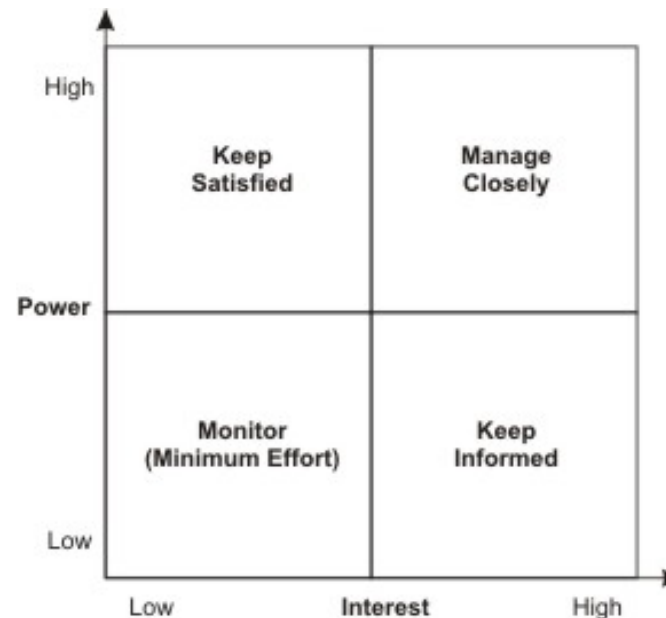 High
Keep
Satisfied
Manage
Closely
Power
Monitor
(Minimum Effort)
Keep
Informed
Low
Low
Interest
High